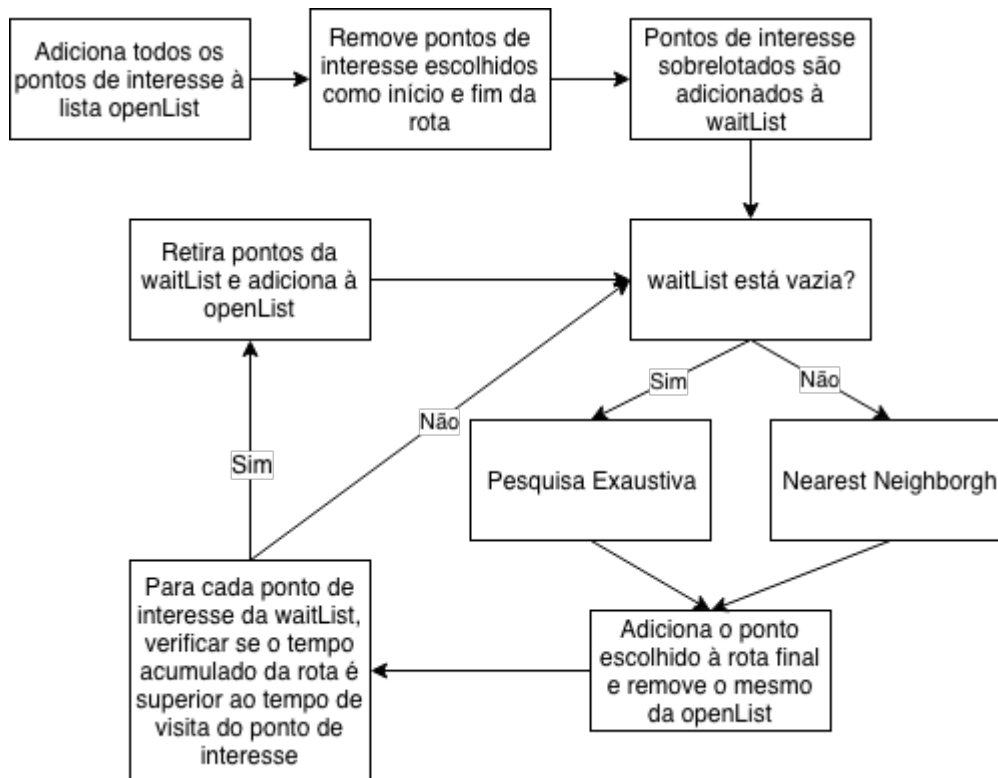 Adiciona todos os
pontos de interesse à
lista openList
Remove pontos de
interesse escolhidos
como início e fim da
rota
Pontos de interesse
sobrelotados são
adicionados à
waitList
Retira pontos da
waitList e adiciona à
openList
waitList está vazia?
Sim
Não
Não
Sim
Pesquisa Exaustiva
Nearest Neighborgh
Para cada ponto de
interesse da waitList,
verificar se o tempo
acumulado da rota é
superior ao tempo de
visita do ponto de
interesse
Adiciona o ponto
escolhido à rota final
e remove o mesmo
da openList